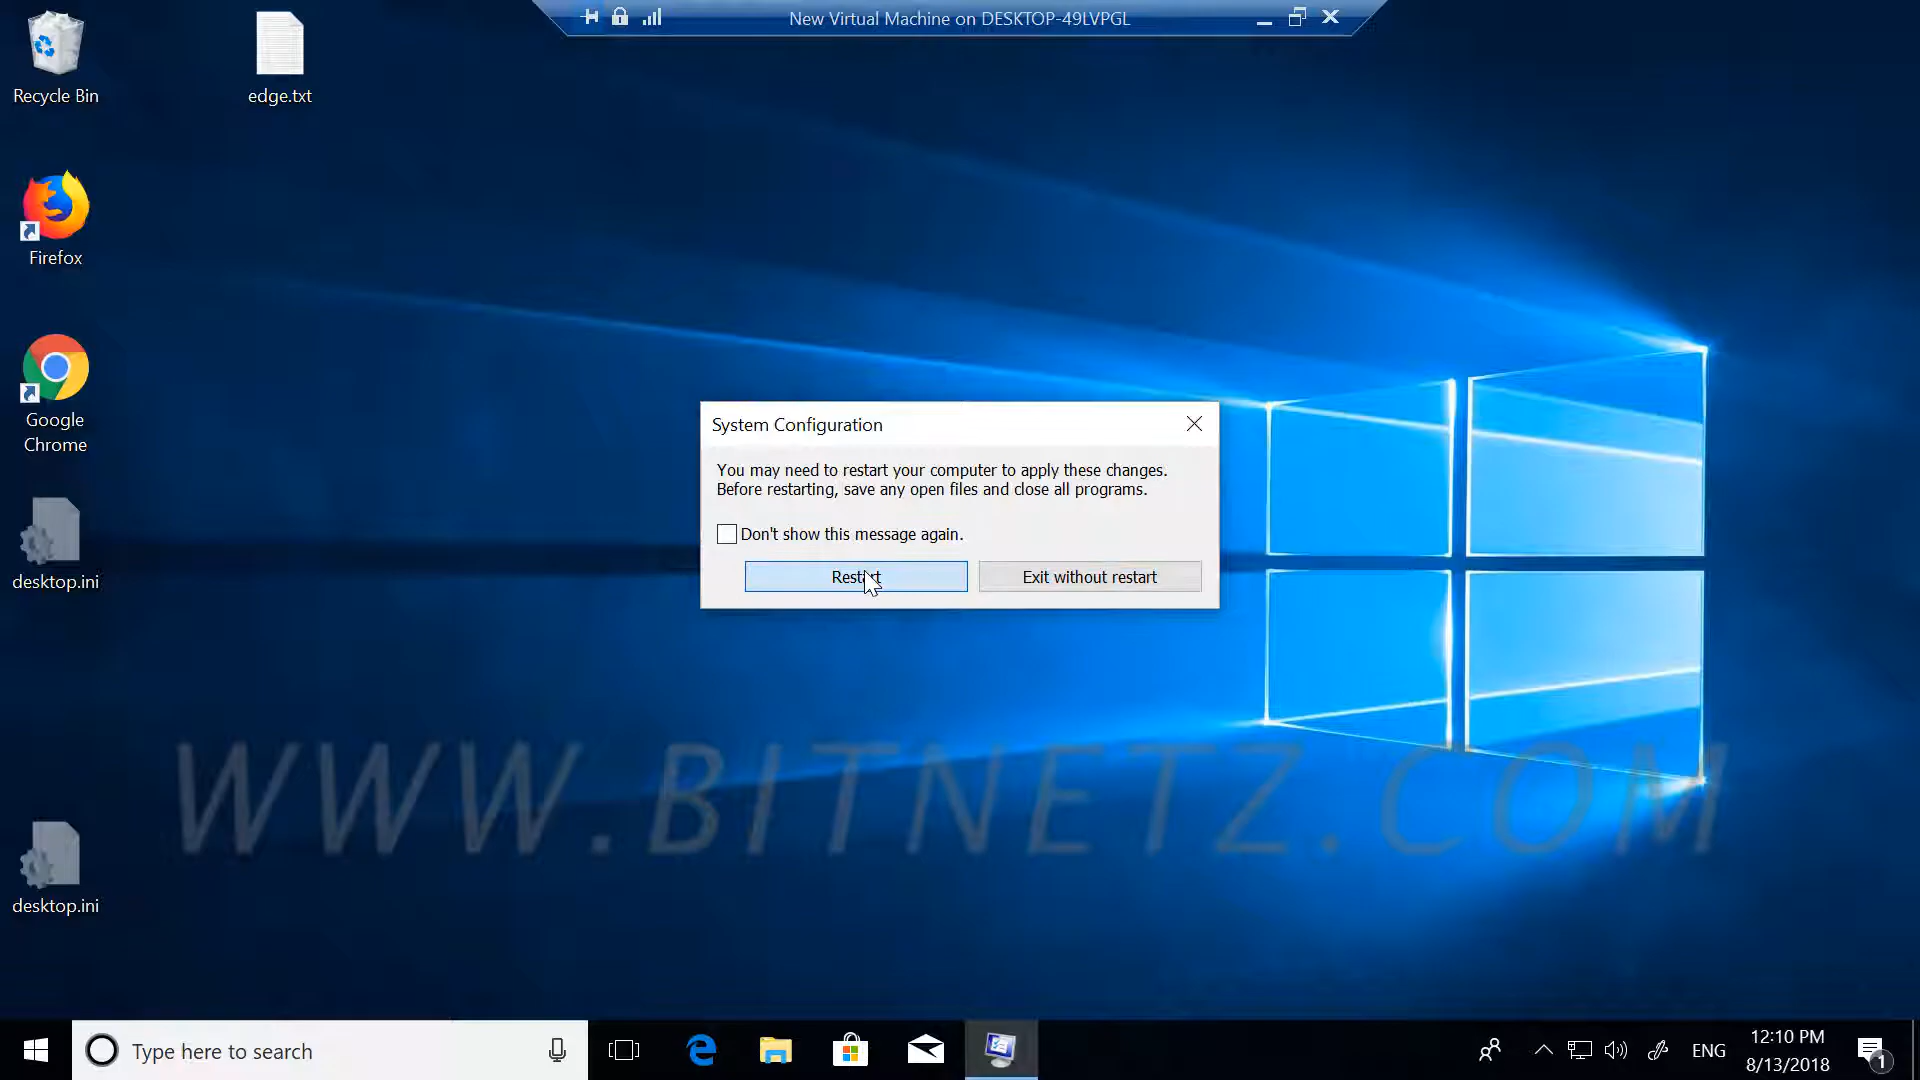 New Virtual Machine on DESKTOP-49LVPGL
Recycle Bin
edge.txt
Firefox
Google
Chrome
desktop.ini
desktop.ini
System Configuration
You may need to restart your computer to apply these changes.
Before restarting, save any open files and close all programs.
Don't show this message again.
Restart
Exit without restart
WWW.BITNETZ.COM
Type here to search
ENG
12:10 PM
8/13/2018
1